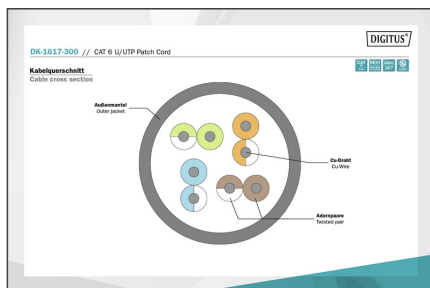 DIGITUS®
DK-1617-300 // CAT 6 U/UTP Patch Cord
Kabelquerschnitt
Cable cross section
CAT
Außenmantel
Outer jacket
Cu-Draht
Cu-Wire
Aderpaare
Twisted pair